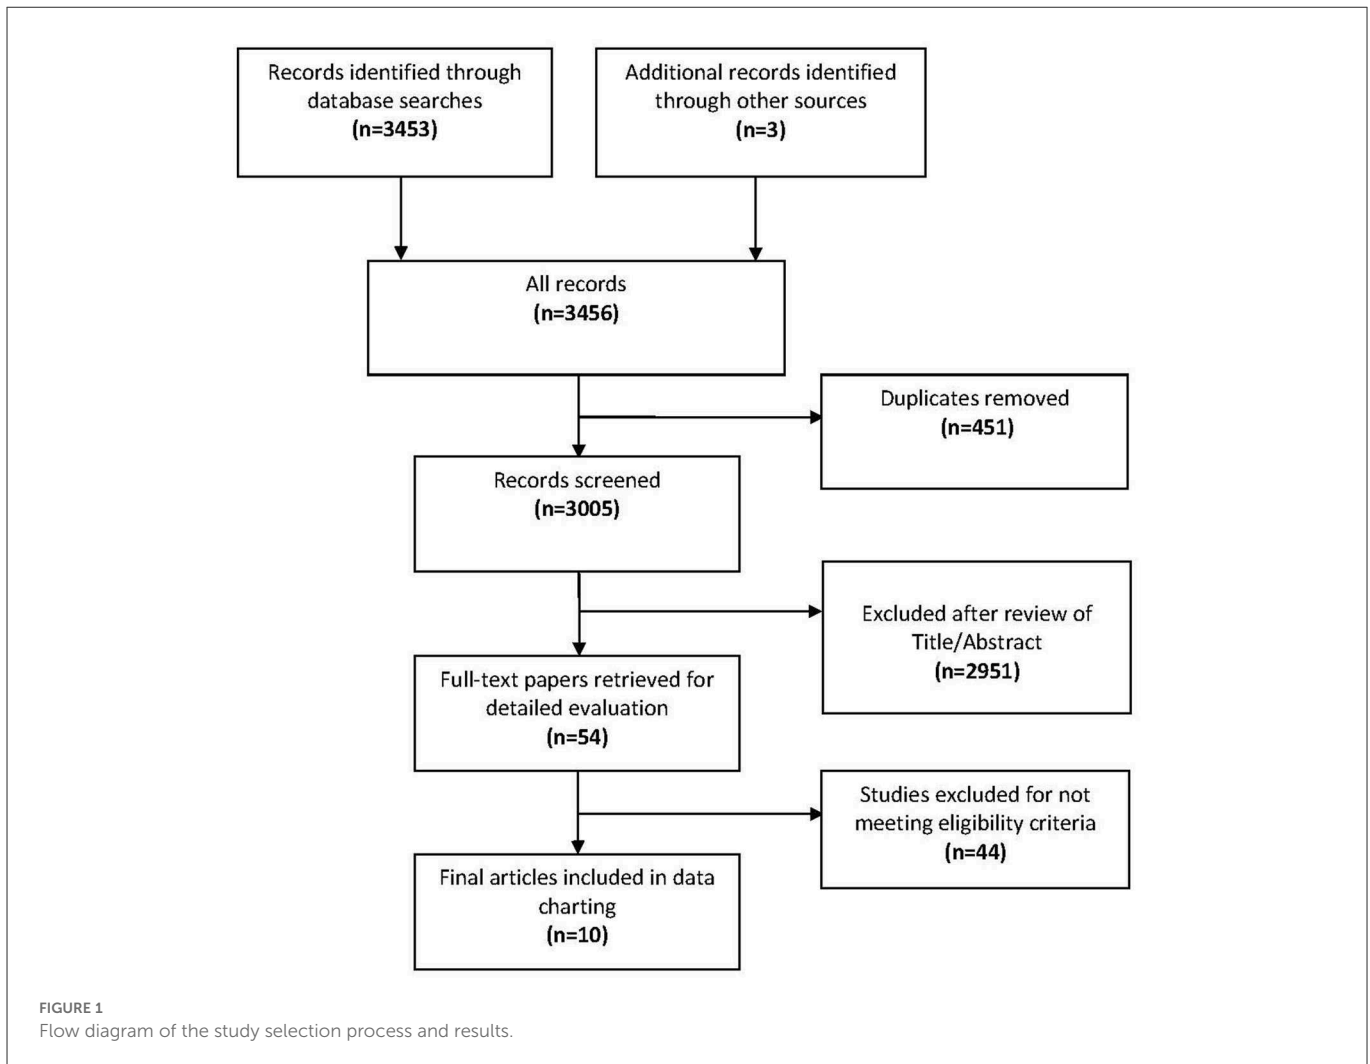 Records identified through
database searches
(n=3453)
Additional records identified
through other sources
(n=3)
All records
(n=3456)
Duplicates removed
(n=451)
Records screened
(n=3005)
Excluded after review of
Title/Abstract
(n=2951)
Full-text papers retrieved for
detailed evaluation
(n=54)
Studies excluded for not
meeting eligibility criteria
(n=44)
Final articles included in data
charting
(n=10)
FIGURE 1
Flow diagram of the study selection process and results.